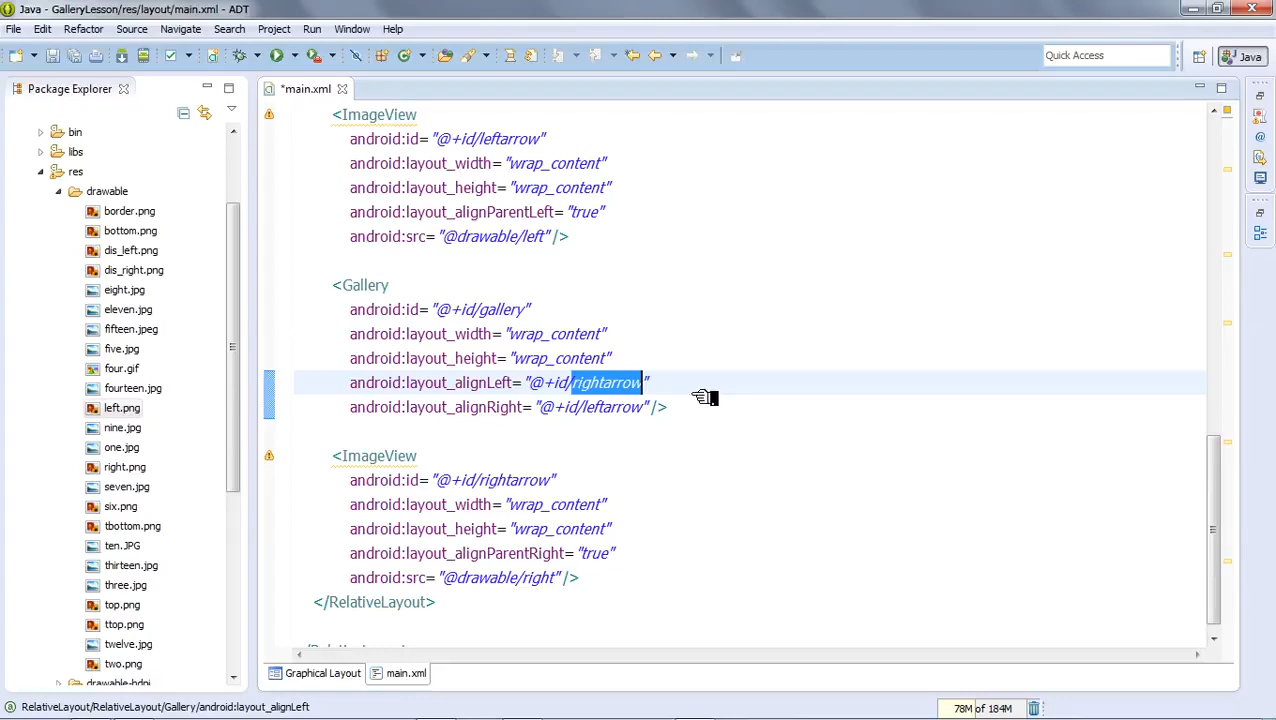 Java - GalleryLesson/res/layout/main.xml - ADT
File Edit Refactor Source Navigate Search Project Run Window Help
Quick Access
Java
Package Explorer
*main.xml
bin
libs
res
drawable
border.png
bottom.png
dis_left.png
dis_right.png
eight.jpg
eleven.jpg
fifteen.jpeg
five.jpg
four.gif
fourteen.jpg
left.png
nine.jpg
one.jpg
right.png
seven.jpg
six.png
tbottom.png
ten.JPG
thirteen.jpg
three.jpg
top.png
ttop.png
twelve.jpg
two.png
drawable-hdpi
<ImageView
android:id="@+id/leftarrow"
android:layout_width="wrap_content"
android:layout_height="wrap_content"
android:layout_alignParentLeft="true"
android:src="@drawable/left"/>
<Gallery
android:id="@+id/gallery"
android:layout_width="wrap_content"
android:layout_height="wrap_content"
android:layout_alignLeft="@+id/rightarrow"
android:layout_alignRight="@+id/leftarrow"/>
<ImageView
android:id="@+id/rightarrow"
android:layout_width="wrap_content"
android:layout_height="wrap_content"
android:layout_alignParentRight="true"
android:src="@drawable/right"/>
</RelativeLayout>
Graphical Layout
main.xml
RelativeLayout/RelativeLayout/Gallery/android:layout_alignLeft
78M of 184M